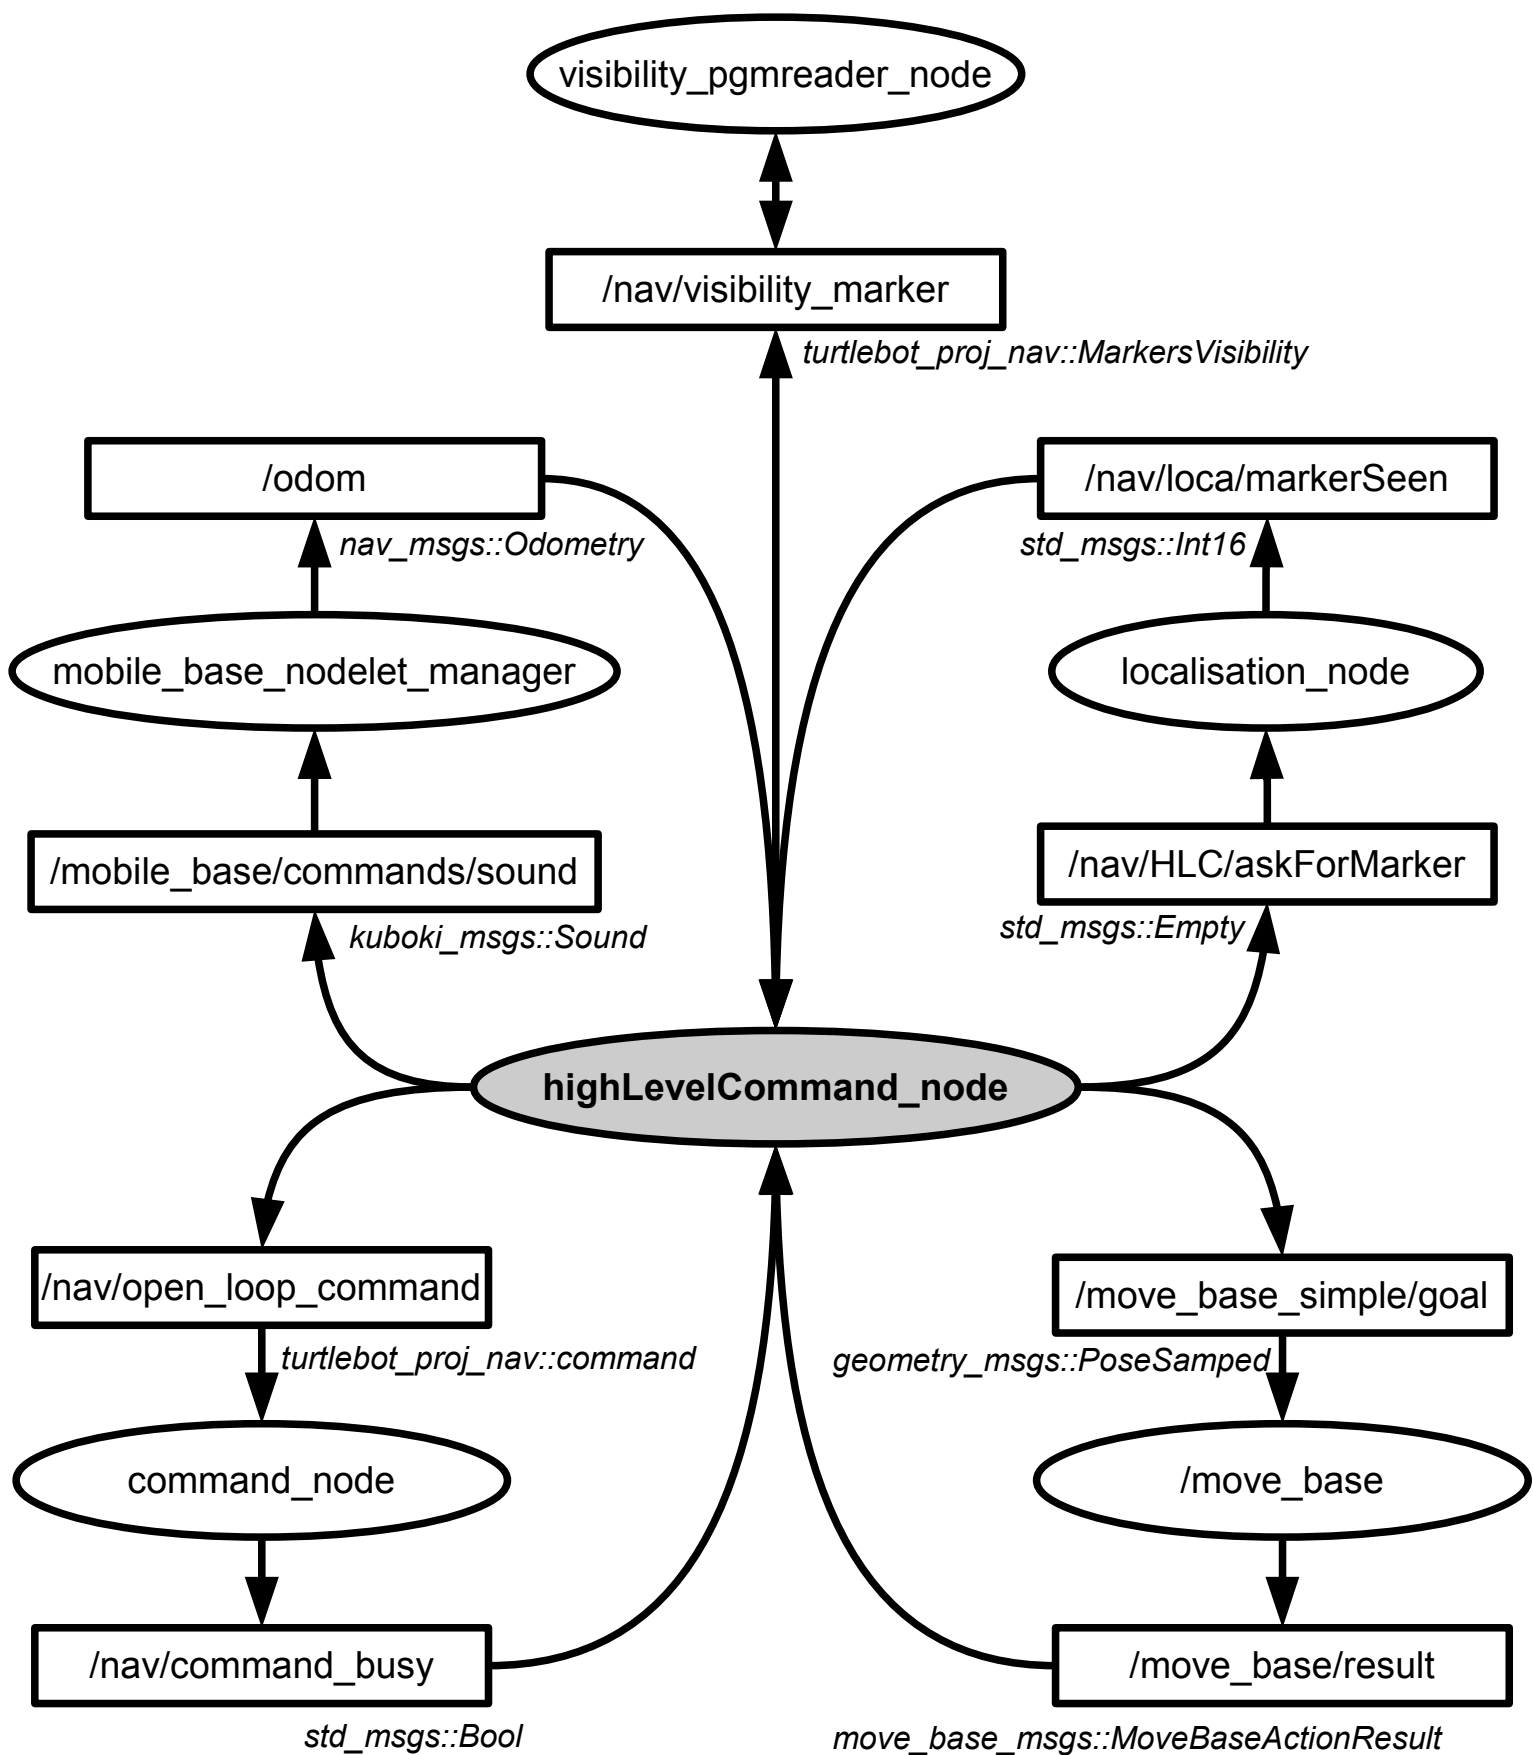 visibility_pgmreader_node
/nav/visibility_marker
turtlebot_proj_nav::MarkersVisibility
/odom
/nav/loca/markerSeen
nav_msgs::Odometry
std_msgs::Int16
mobile_base_nodelet_manager
localisation_node
/mobile_base/commands/sound
/nav/HLC/askForMarker
kuboki_msgs::Sound
std_msgs::Empty
highLevelCommand_node
/nav/open_loop_command
/move_base_simple/goal
turtlebot_proj_nav::command
geometry_msgs::PoseSamped
command_node
/move_base
/nav/command_busy
/move_base/result
std_msgs::Bool
move_base_msgs::MoveBaseActionResult